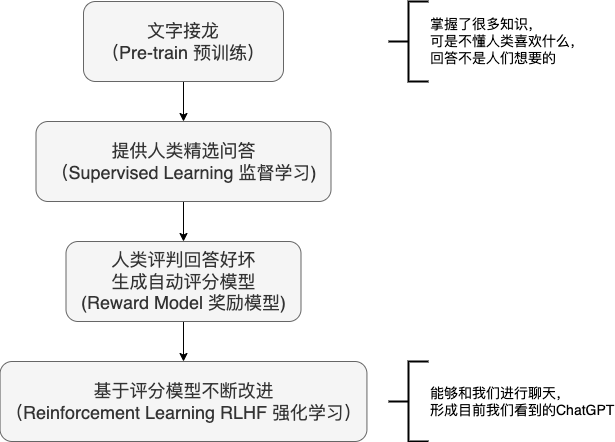 文字接龙
（Pre-train 预训练）
掌握了很多知识，
可是不懂人类喜欢什么，
回答不是人们想要的
提供人类精选问答
（Supervised Learning 监督学习)
人类评判回答好坏
生成自动评分模型
(Reward Model 奖励模型)
基于评分模型不断改进
（Reinforcement Learning RLHF 强化学习）
能够和我们进行聊天，
形成目前我们看到的ChatGPT